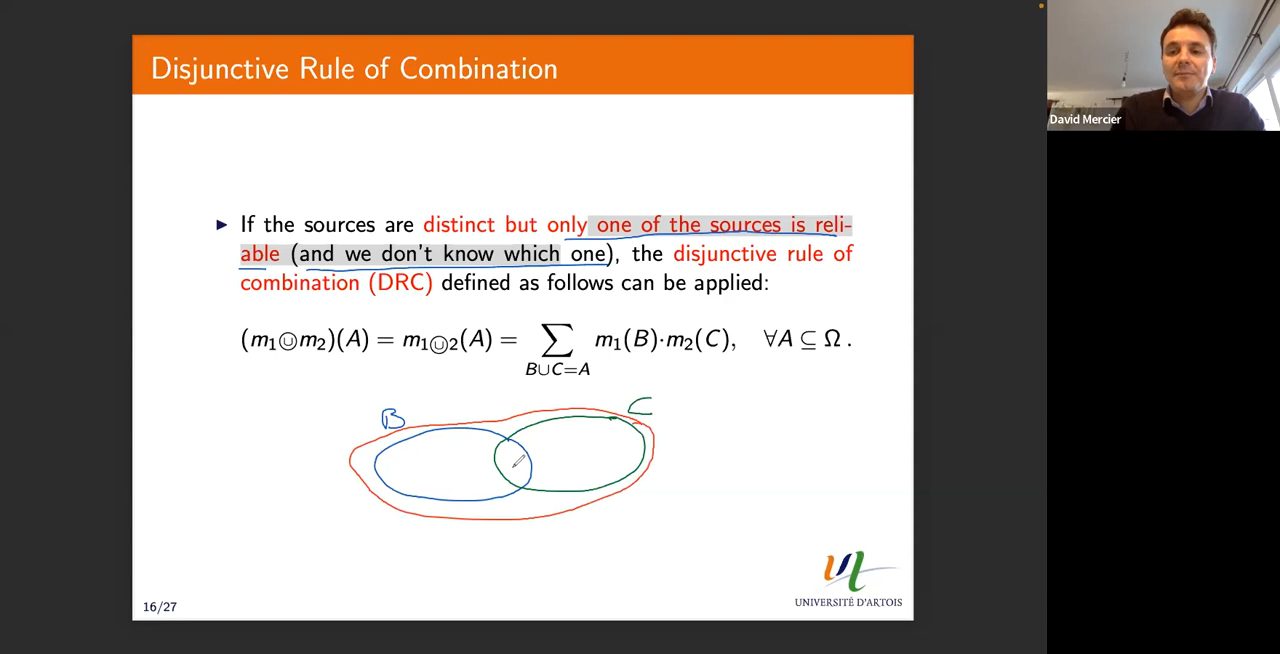 Disjunctive Rule of Combination
David Mercier
If the sources are distinct but only one of the sources is reli-
able (and we don't know which one), the disjunctive rule of
combination (DRC) defined as follows can be applied:
(m₁⊚m₂)(A) = m₁⊚₂(A) = ∑ m₁(B)·m₂(C), ∀A ⊆ Ω .
B∪C=A
B
C
16/27
UNIVERSITÉ D'ARTOIS